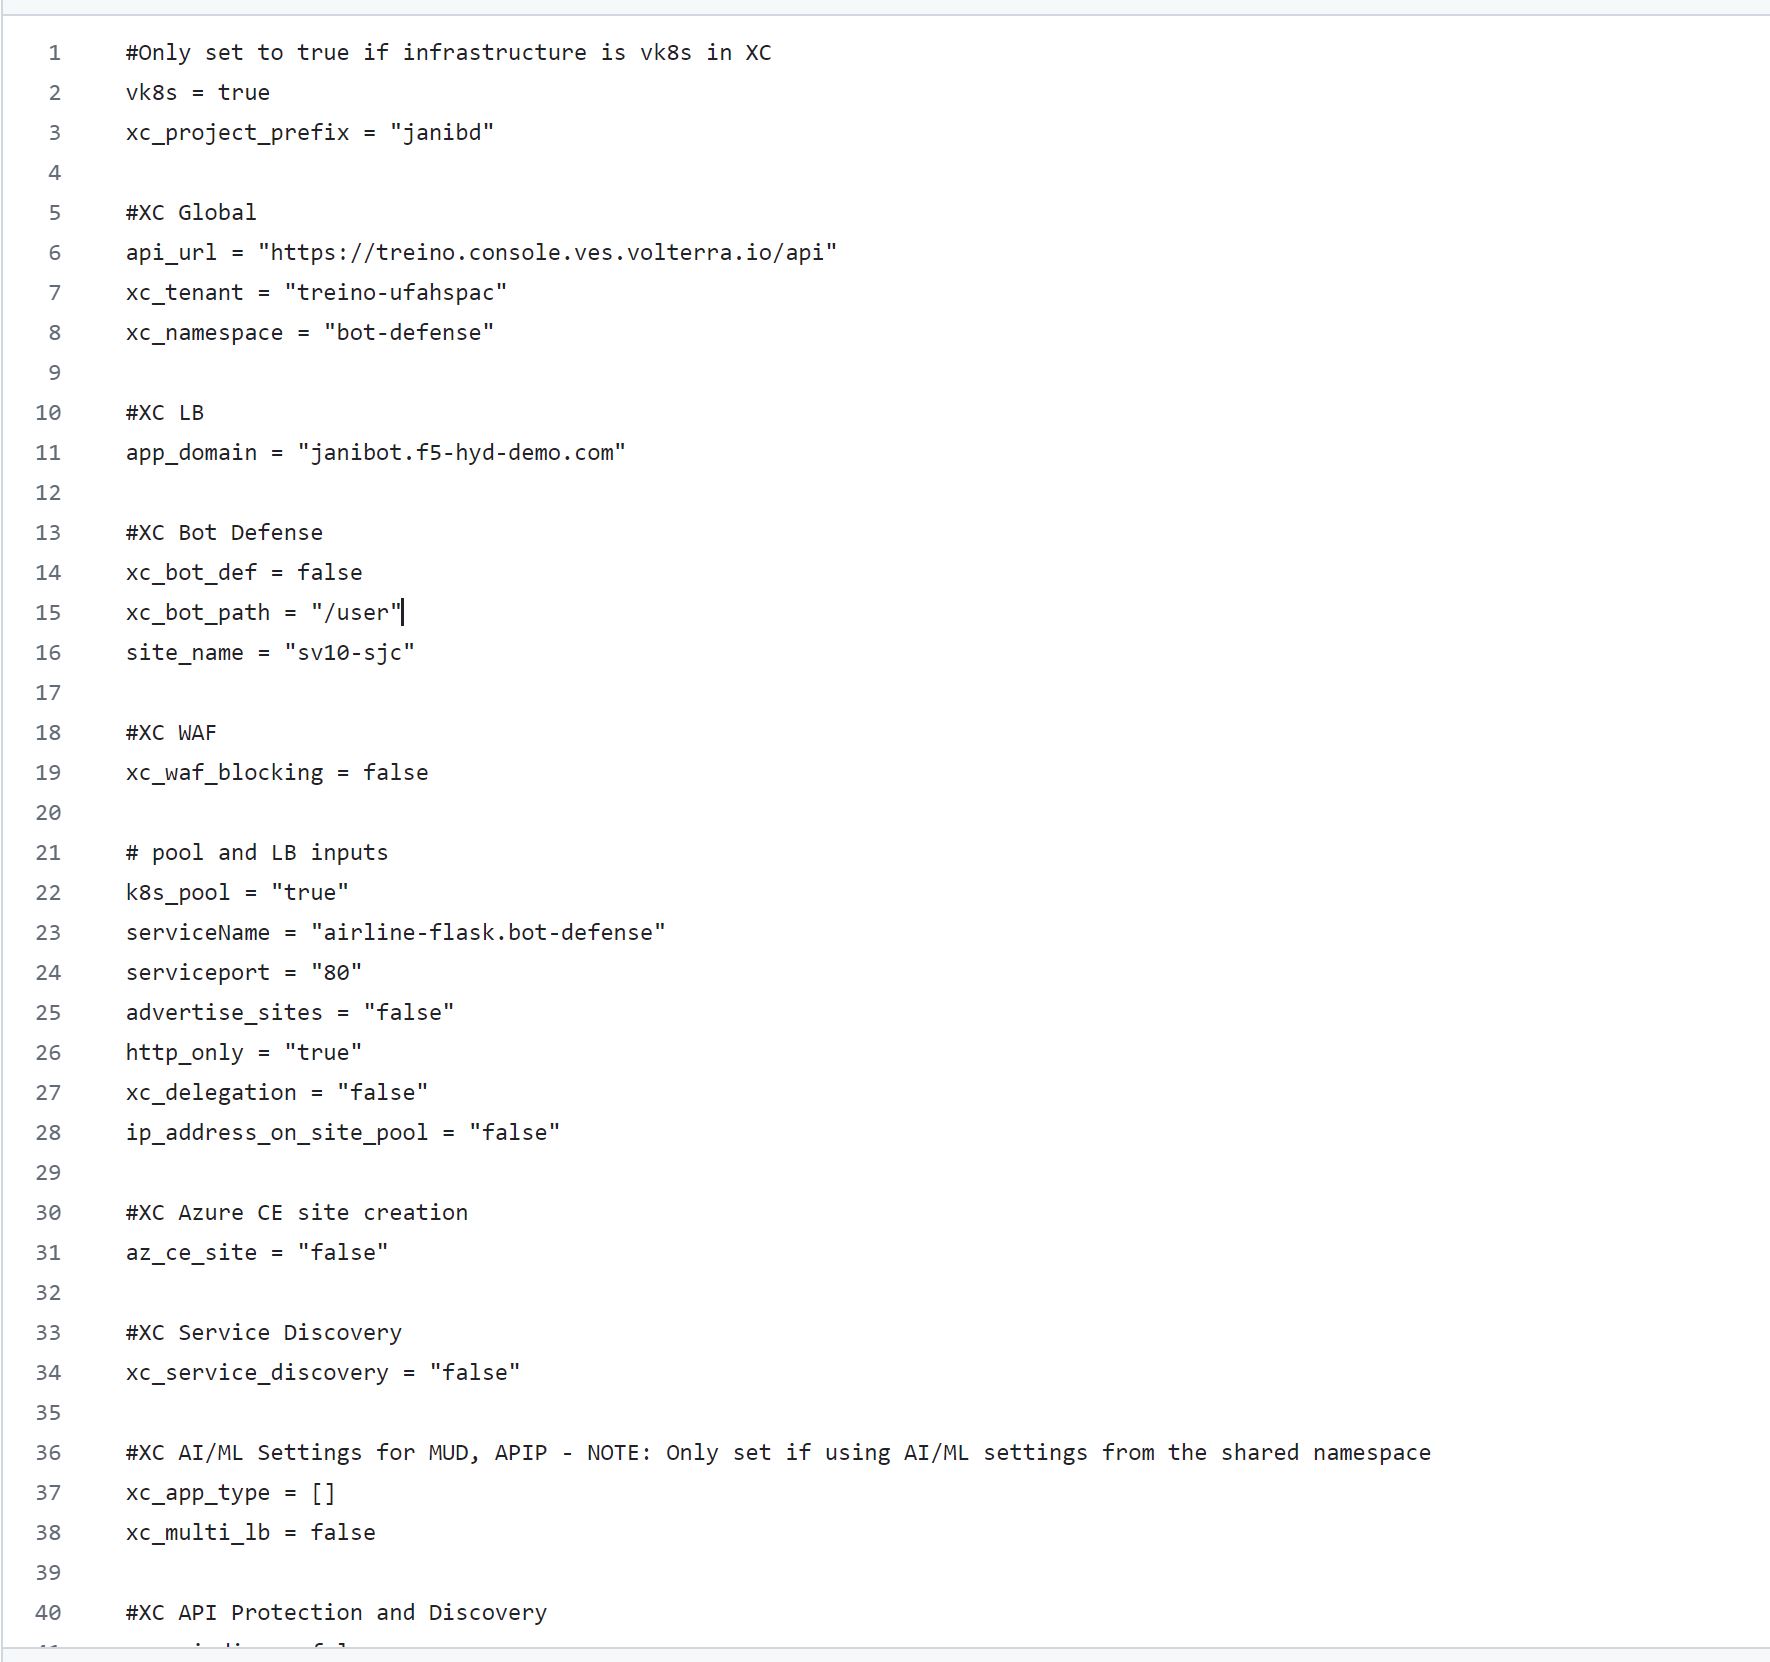 1 #Only set to true if infrastructure is vk8s in XC
2 vk8s = true
3 xc_project_prefix = "janibd"
4
5 #XC Global
6 api_url = "https://treino.console.ves.volterra.io/api"
7 xc_tenant = "treino-ufahspac"
8 xc_namespace = "bot-defense"
9
10 #XC LB
11 app_domain = "janibot.f5-hyd-demo.com"
12
13 #XC Bot Defense
14 xc_bot_def = false
15 xc_bot_path = "/user"
16 site_name = "sv10-sjc"
17
18 #XC WAF
19 xc_waf_blocking = false
20
21 # pool and LB inputs
22 k8s_pool = "true"
23 serviceName = "airline-flask.bot-defense"
24 serviceport = "80"
25 advertise_sites = "false"
26 http_only = "true"
27 xc_delegation = "false"
28 ip_address_on_site_pool = "false"
29
30 #XC Azure CE site creation
31 az_ce_site = "false"
32
33 #XC Service Discovery
34 xc_service_discovery = "false"
35
36 #XC AI/ML Settings for MUD, APIP - NOTE: Only set if using AI/ML settings from the shared namespace
37 xc_app_type = []
38 xc_multi_lb = false
39
40 #XC API Protection and Discovery